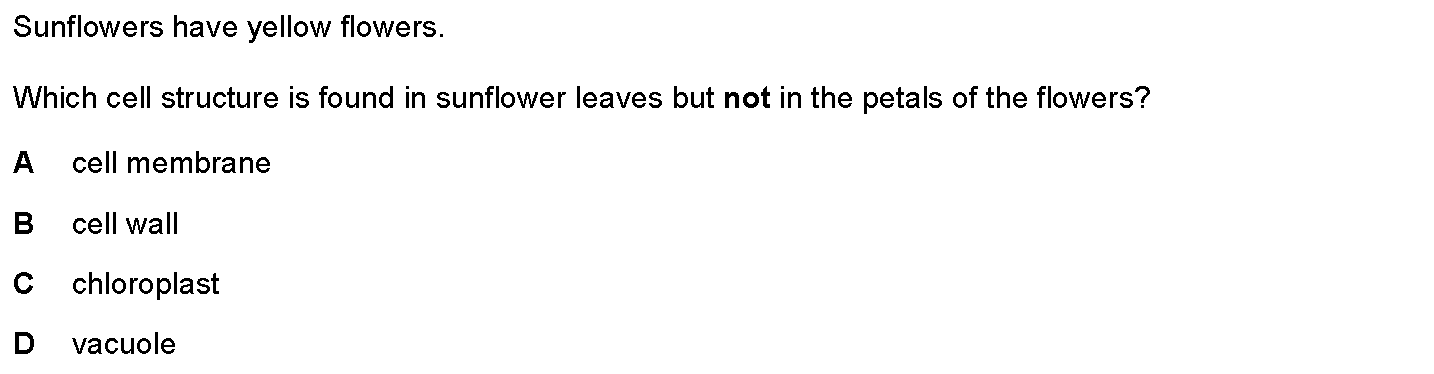 Sunflowers have yellow flowers.
Which cell structure is found in sunflower leaves but not in the petals of the flowers?
A cell membrane
B cell wall
C chloroplast
D vacuole